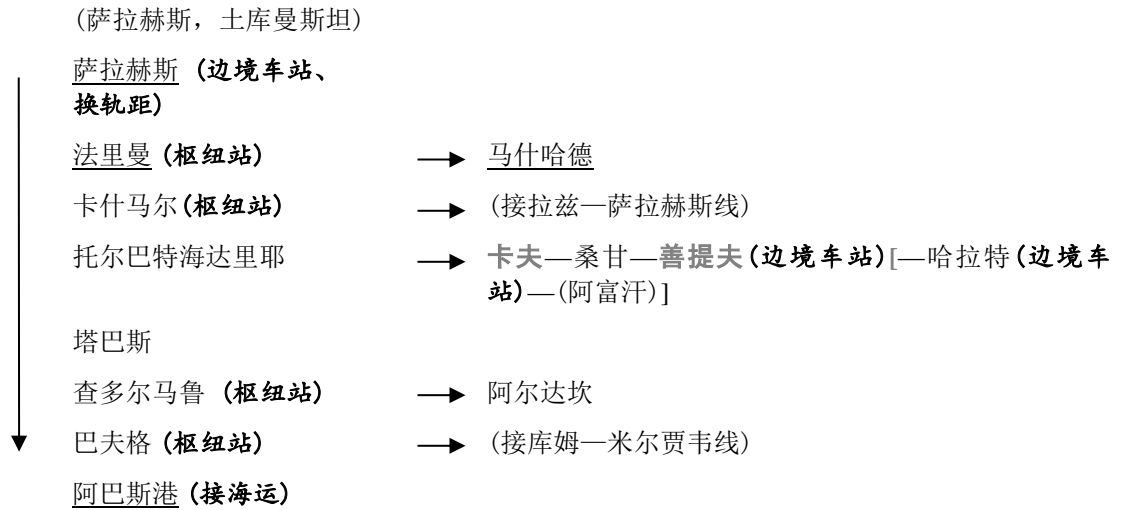 (萨拉赫斯，土库曼斯坦)
萨拉赫斯 (边境车站、
换轨距)
法里曼 (枢纽站) 马什哈德
卡什马尔(枢纽站) (接拉兹—萨拉赫斯线)
托尔巴特海达里耶 卡夫—桑甘—善提夫(边境车站)[—哈拉特(边境车
站)—(阿富汗)]
塔巴斯
查多尔马鲁 (枢纽站) 阿尔达坎
巴夫格 (枢纽站) (接库姆—米尔贾韦线)
阿巴斯港 (接海运)